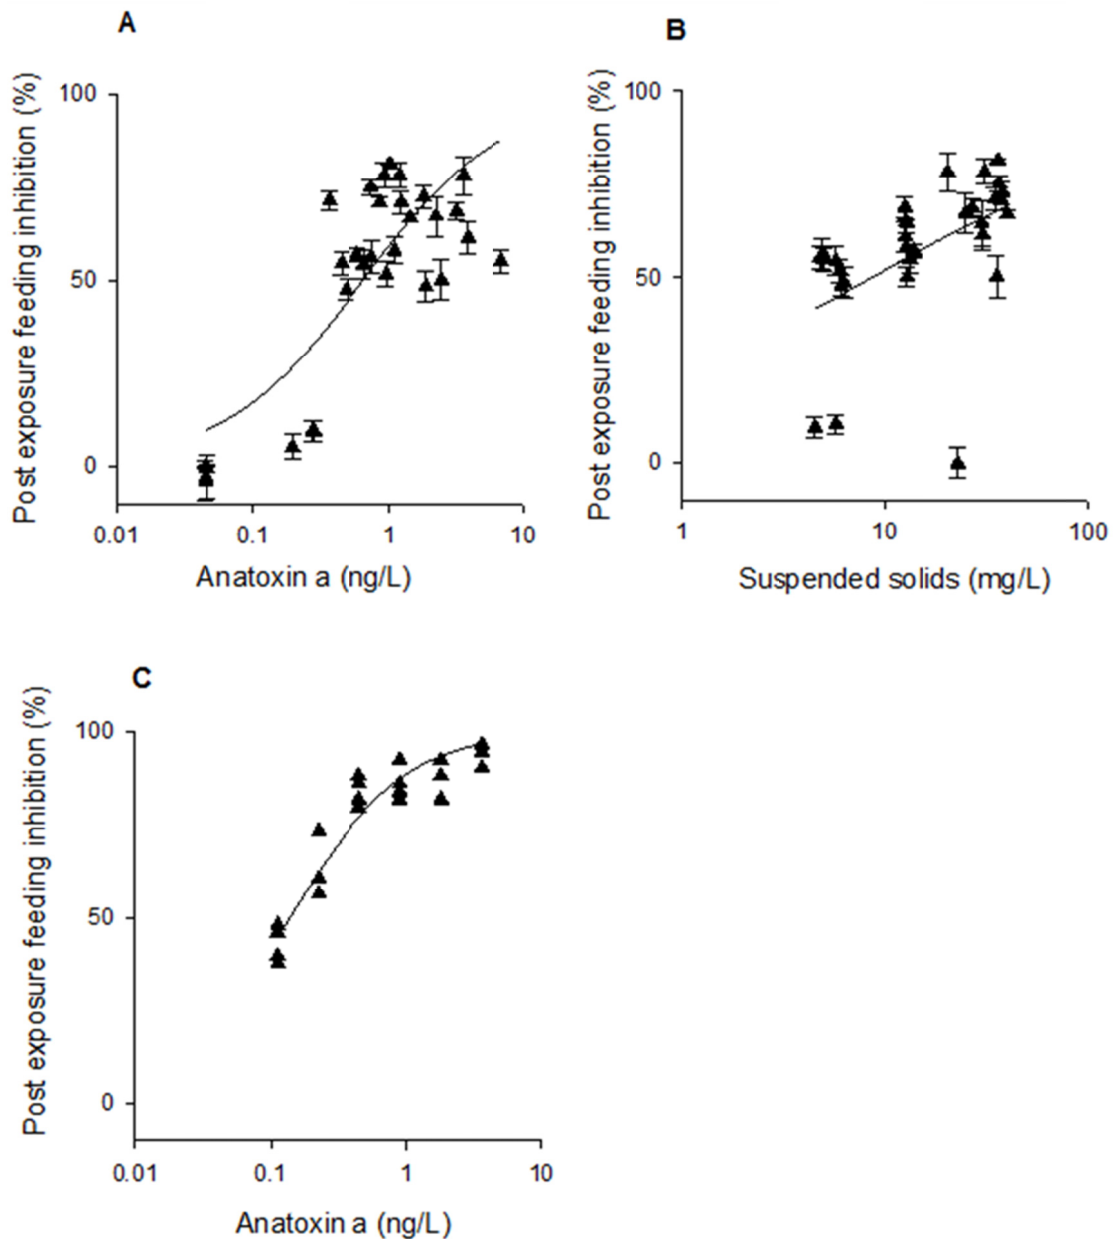 A
Post exposure feeding inhibition (%)
100
50
0
0.01 0.1 1 10
Anatoxin a (ng/L)
B
Post exposure feeding inhibition (%)
100
50
0
1 10 100
Suspended solids (mg/L)
C
Post exposure feeding inhibition (%)
100
50
0
0.01 0.1 1 10
Anatoxin a (ng/L)